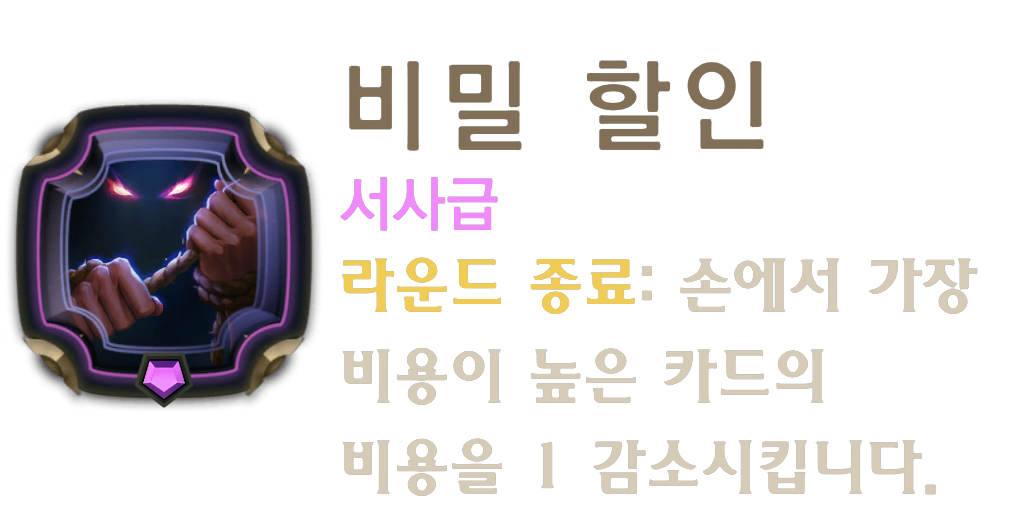 비밀 할인
서사급
라운드 종료: 손에서 가장
비용이 높은 카드의
비용을 1 감소시킵니다.